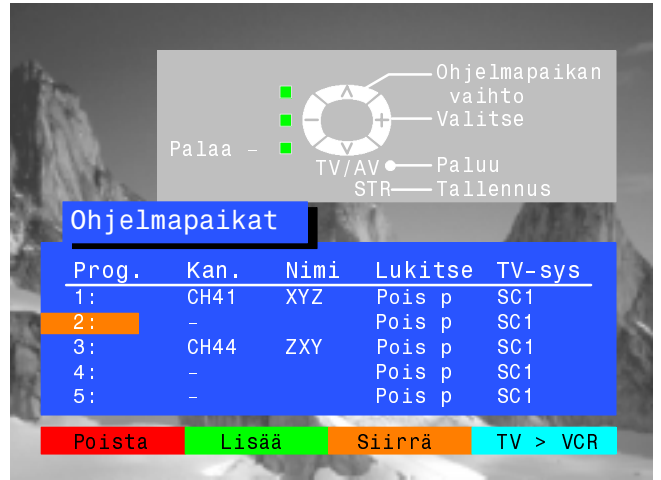 Ohjelmapaikan
vaihto
Valitse
Palaa –
TV/AV Paluu
STR Tallennus
Ohjelmapaikat
Prog. Kan. Nimi Lukitse TV-sys
1: CH41 XYZ Pois p SC1
2: – Pois p SC1
3: CH44 ZXY Pois p SC1
4: – Pois p SC1
5: – Pois p SC1
Poista Lisää Siirrä TV > VCR